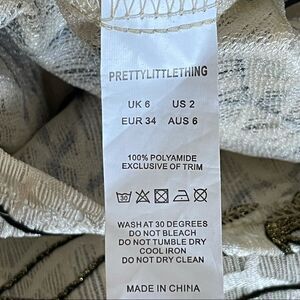 PRETTYLITTLETHING
UK 6 US 2
EUR 34 AUS 6
100% POLYAMIDE
EXCLUSIVE OF TRIM
WASH AT 30 DEGREES
DO NOT BLEACH
DO NOT TUMBLE DRY
COOL IRON
DO NOT DRY CLEAN
MADE IN CHINA